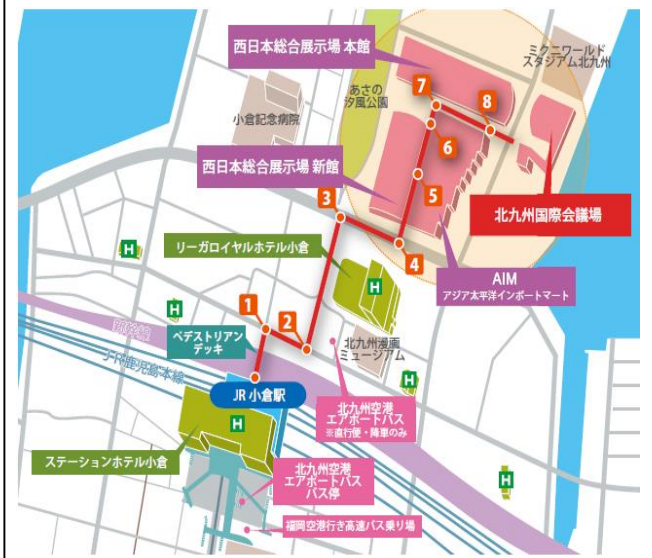 西日本総合展示場 本館
ミクニワールド
スタジアム北九州
あさの
汐風公園
小倉記念病院
7
8
6
西日本総合展示場 新館
5
北九州国際会議場
3
4
リーガロイヤルホテル小倉
H
AIM
アジア太平洋インポートマート
H
H
1
2
新幹線
ペデストリアン
デッキ
北九州漫画
ミュージアム
JR鹿児島本線
H
JR 小倉駅
北九州空港
エアポートバス
※直行便・降車のみ
H
ステーションホテル小倉
北九州空港
エアポートバス
バス停
H
福岡空港行き高速バス乗り場